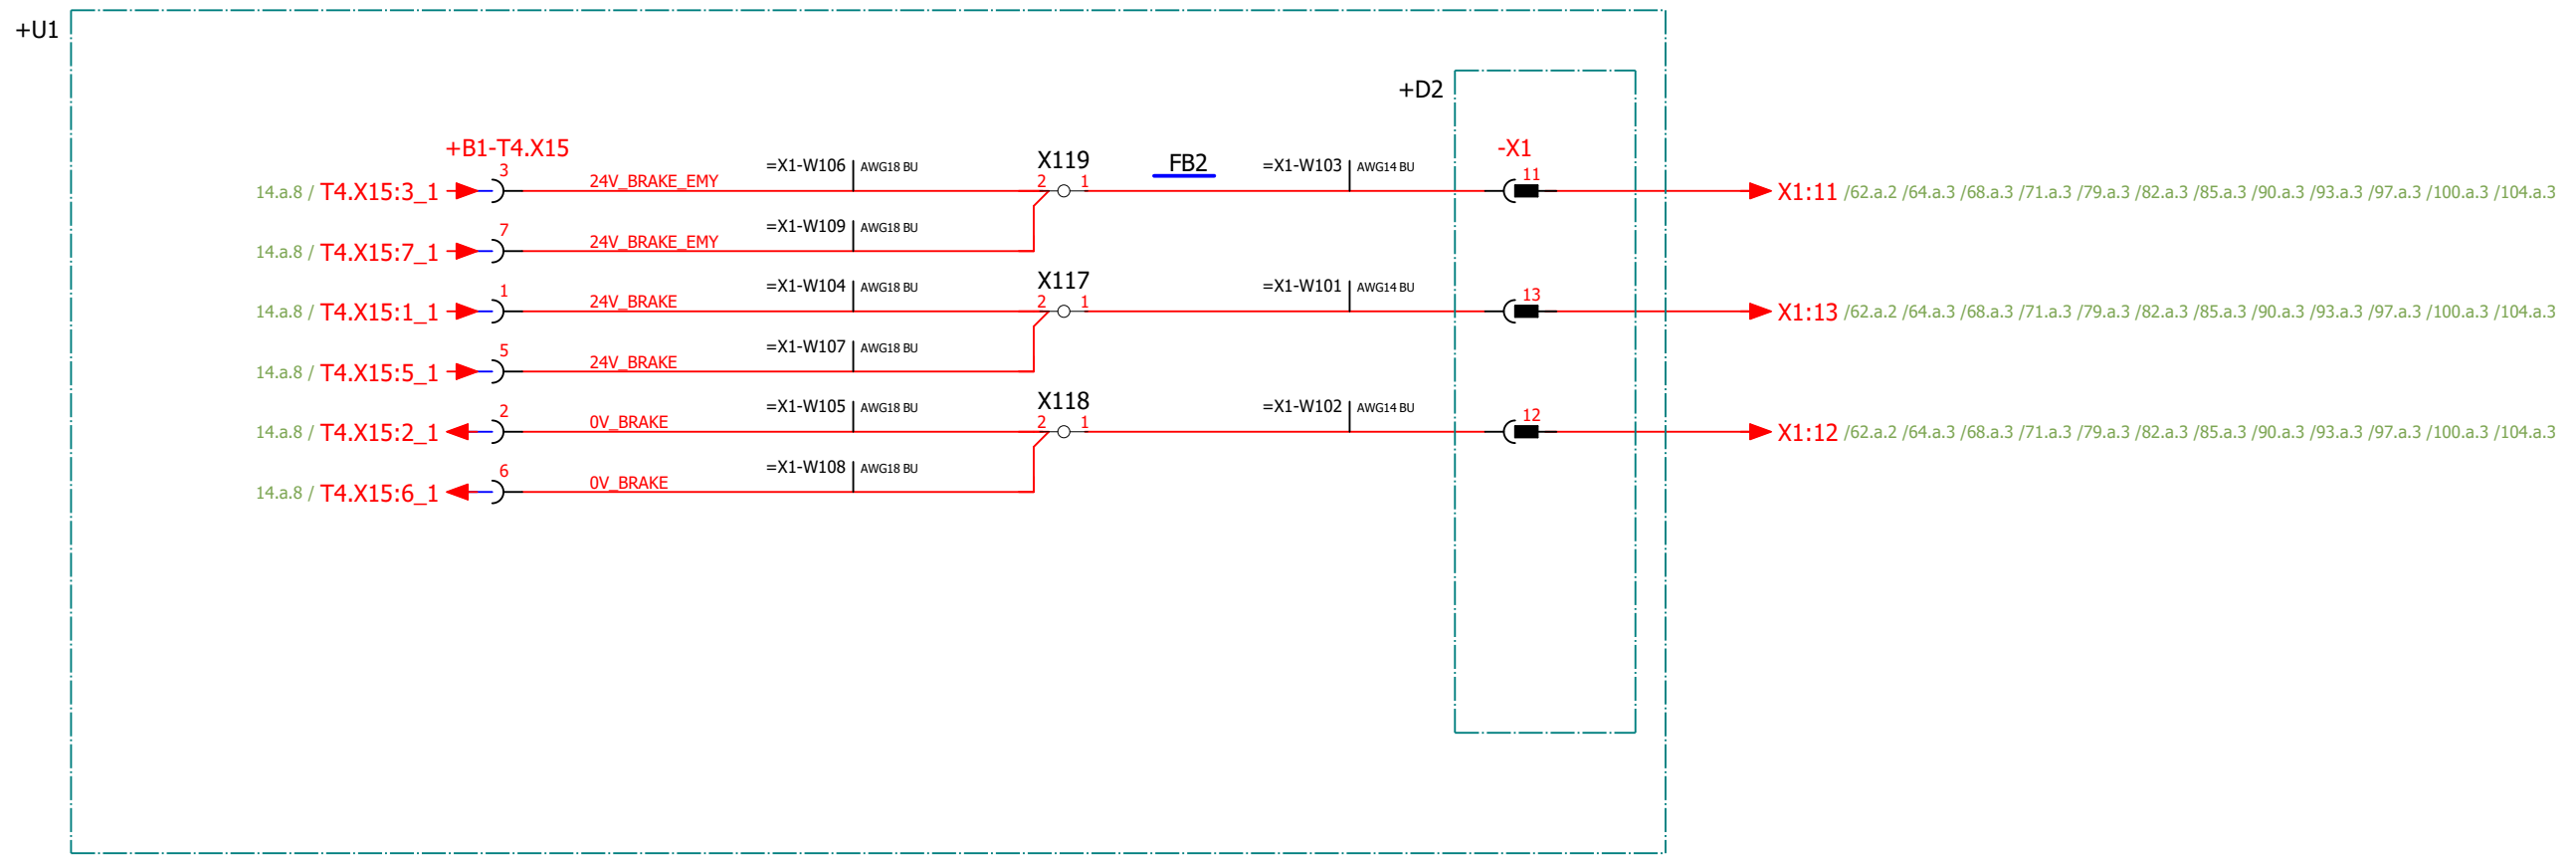 +U1
+D2
+B1-T4.X15
-X1
14.a.8 / T4.X15:3_1 3 24V_BRAKE_EMY =X1-W106 AWG18 BU X119 2 1 FB2 =X1-W103 AWG14 BU 11 X1:11 /62.a.2 /64.a.3 /68.a.3 /71.a.3 /79.a.3 /82.a.3 /85.a.3 /90.a.3 /93.a.3 /97.a.3 /100.a.3 /104.a.3
14.a.8 / T4.X15:7_1 7 24V_BRAKE_EMY =X1-W109 AWG18 BU
14.a.8 / T4.X15:1_1 1 24V_BRAKE =X1-W104 AWG18 BU X117 2 1 =X1-W101 AWG14 BU 13 X1:13 /62.a.2 /64.a.3 /68.a.3 /71.a.3 /79.a.3 /82.a.3 /85.a.3 /90.a.3 /93.a.3 /97.a.3 /100.a.3 /104.a.3
14.a.8 / T4.X15:5_1 5 24V_BRAKE =X1-W107 AWG18 BU
14.a.8 / T4.X15:2_1 2 0V_BRAKE =X1-W105 AWG18 BU X118 2 1 =X1-W102 AWG14 BU 12 X1:12 /62.a.2 /64.a.3 /68.a.3 /71.a.3 /79.a.3 /82.a.3 /85.a.3 /90.a.3 /93.a.3 /97.a.3 /100.a.3 /104.a.3
14.a.8 / T4.X15:6_1 6 0V_BRAKE =X1-W108 AWG18 BU